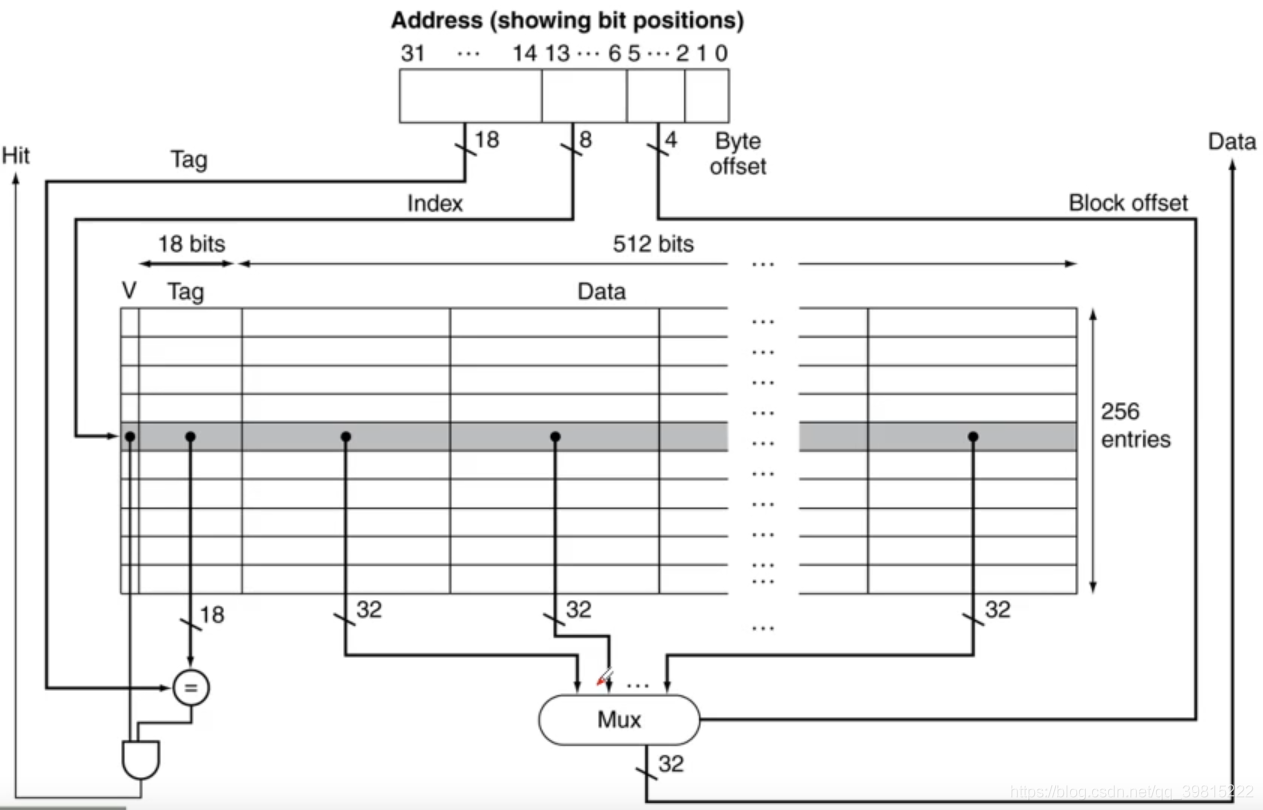 Address (showing bit positions)
31 ... 14 13 ... 6 5 ... 2 1 0
18 8 4 Byte
offset
Hit
Data
Tag
Index
Block offset
18 bits
512 bits
...
V Tag Data
...
...
...
...
...
...
...
...
...
...
256
entries
18 32 32 ... 32
=
...
Mux
32
https://blog.csdn.net/qq_39815222